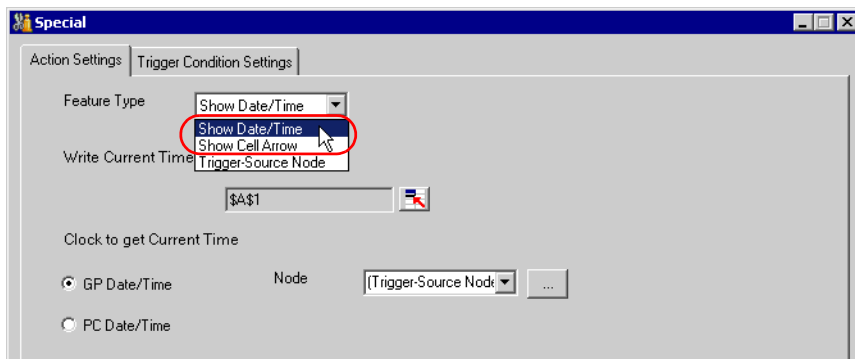 Special
Action Settings Trigger Condition Settings
Feature Type Show Date/Time
Show Date/Time
Show Cell Arrow
Write Current Time Trigger-Source Node
$A$1
Clock to get Current Time
GP Date/Time Node (Trigger-Source Node ...
PC Date/Time